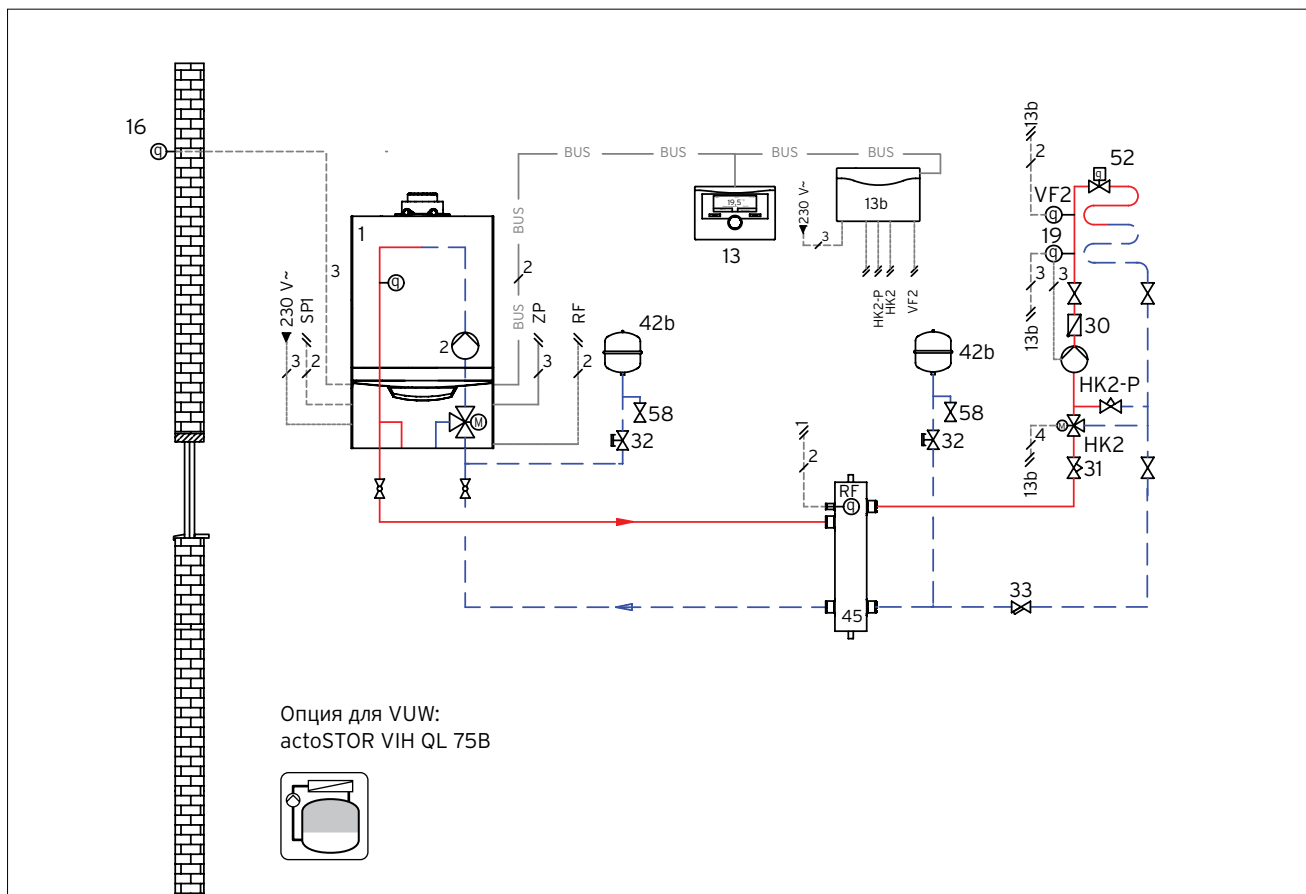 16
1
3
230 V~
3
SP1
2
2
M
BUS
2
BUS
BUS
BUS
BUS
BUS
ZP
3
RF
2
42b
58
32
19,5
13
230 V~
3
13b
HK2-P
HK2
VF2
42b
58
32
1
2
RF
q
45
33
13b
2
VF2
q
19
q
3
3
13b
52
q
30
HK2-P
M
HK2
4
13b
31
q
q
Опция для VUW:
actoSTOR VIH QL 75B